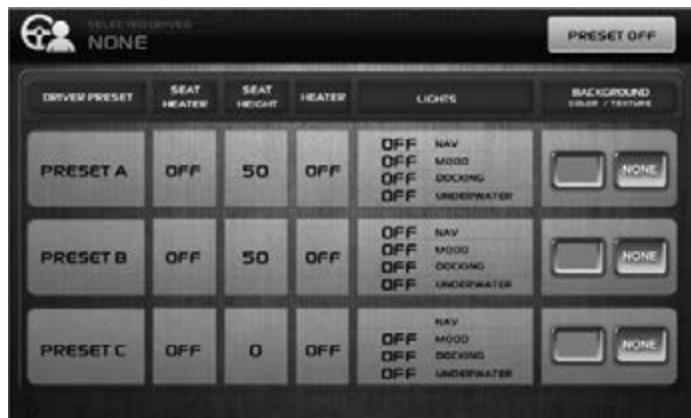 SELECTED DRIVER
NONE
PRESET OFF
DRIVER PRESET
SEAT
HEATER
SEAT
HEIGHT
HEATER
LIGHTS
BACKGROUND
COLOR / TEXTURE
PRESET A
OFF
50
OFF
OFF NAV
OFF MOOD
OFF DOCKING
OFF UNDERWATER
NONE
PRESET B
OFF
50
OFF
OFF NAV
OFF MOOD
OFF DOCKING
OFF UNDERWATER
NONE
PRESET C
OFF
0
OFF
NAV
OFF MOOD
OFF DOCKING
OFF UNDERWATER
NONE